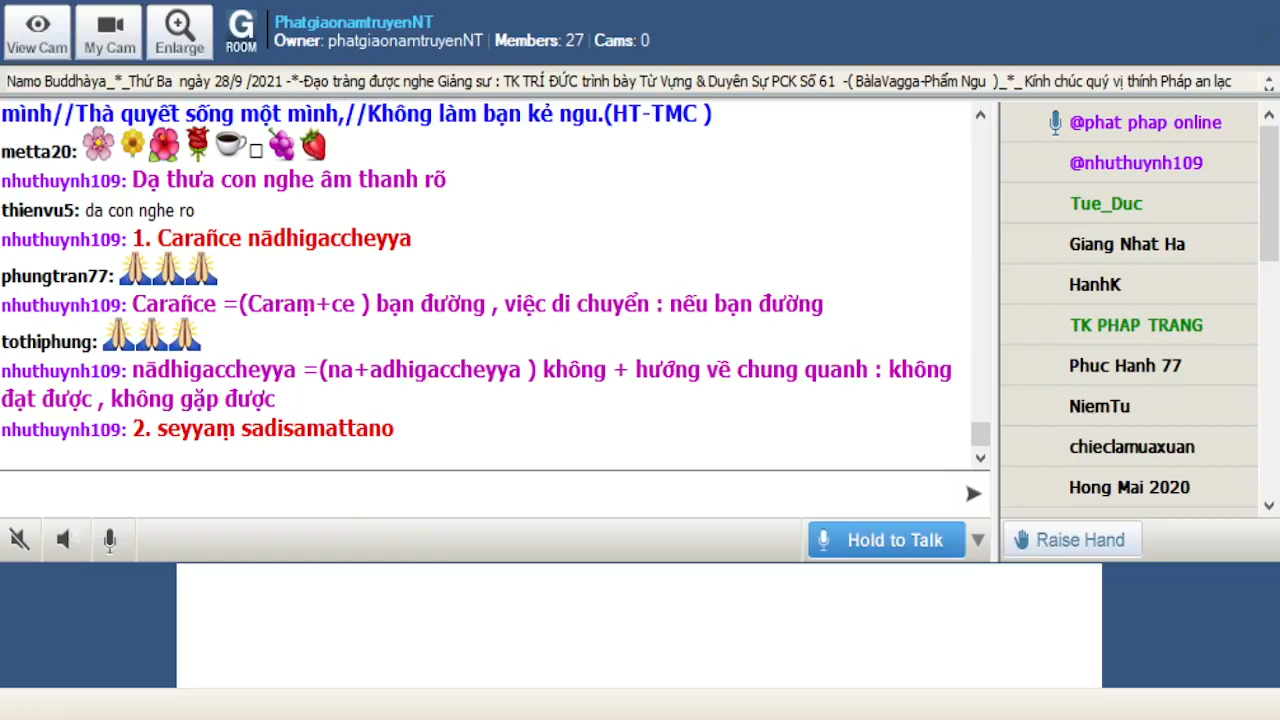 View Cam
My Cam
Enlarge
G
ROOM
PhatgiaonamtruyenNT
Owner: phatgiaonamtruyenNT | Members: 27 | Cams: 0
Namo Buddhàya_*_Thứ Ba ngày 28/9 /2021 -*-Đạo tràng được nghe Giảng sư : TK TRÍ ĐỨC trình bày Từ Vựng & Duyên Sự PCK Số 61 -( BàlaVagga-Phẩm Ngu )_*_ Kính chúc quý vị thính Pháp an lạc
mình//Thà quyết sống một mình,//Không làm bạn kẻ ngu.(HT-TMC )
metta20:
nhuthuynh109: Dạ thưa con nghe âm thanh rõ
thienvu5: da con nghe ro
nhuthuynh109: 1. Carañce nādhigaccheyya
phungtran77:
nhuthuynh109: Carañce =(Caraṃ+ce ) bạn đường , việc di chuyển : nếu bạn đường
tothiphung:
nhuthuynh109: nādhigaccheyya =(na+adhigaccheyya ) không + hướng về chung quanh : không
đạt được , không gặp được
nhuthuynh109: 2. seyyaṃ sadisamattano
Hold to Talk
@phat phap online
@nhuthuynh109
Tue_Duc
Giang Nhat Ha
HanhK
TK PHAP TRANG
Phuc Hanh 77
NiemTu
chieclamuaxuan
Hong Mai 2020
Raise Hand